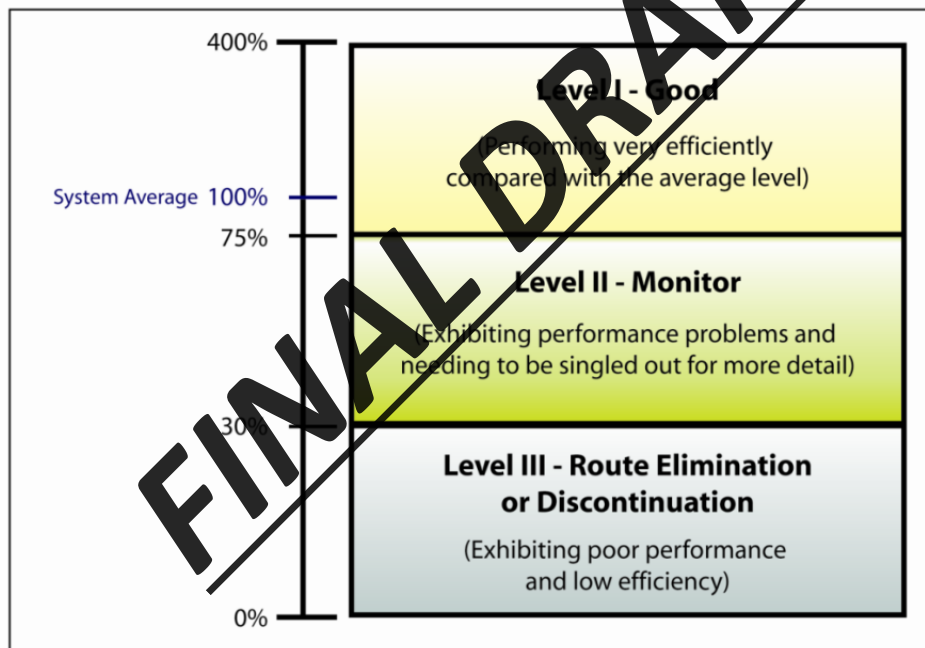 400%
Level I - Good
(Performing very efficiently
compared with the average level)
System Average 100%
75%
Level II - Monitor
(Exhibiting performance problems and
needing to be singled out for more detail)
30%
Level III - Route Elimination
or Discontinuation
(Exhibiting poor performance
and low efficiency)
0%
FINAL DRA